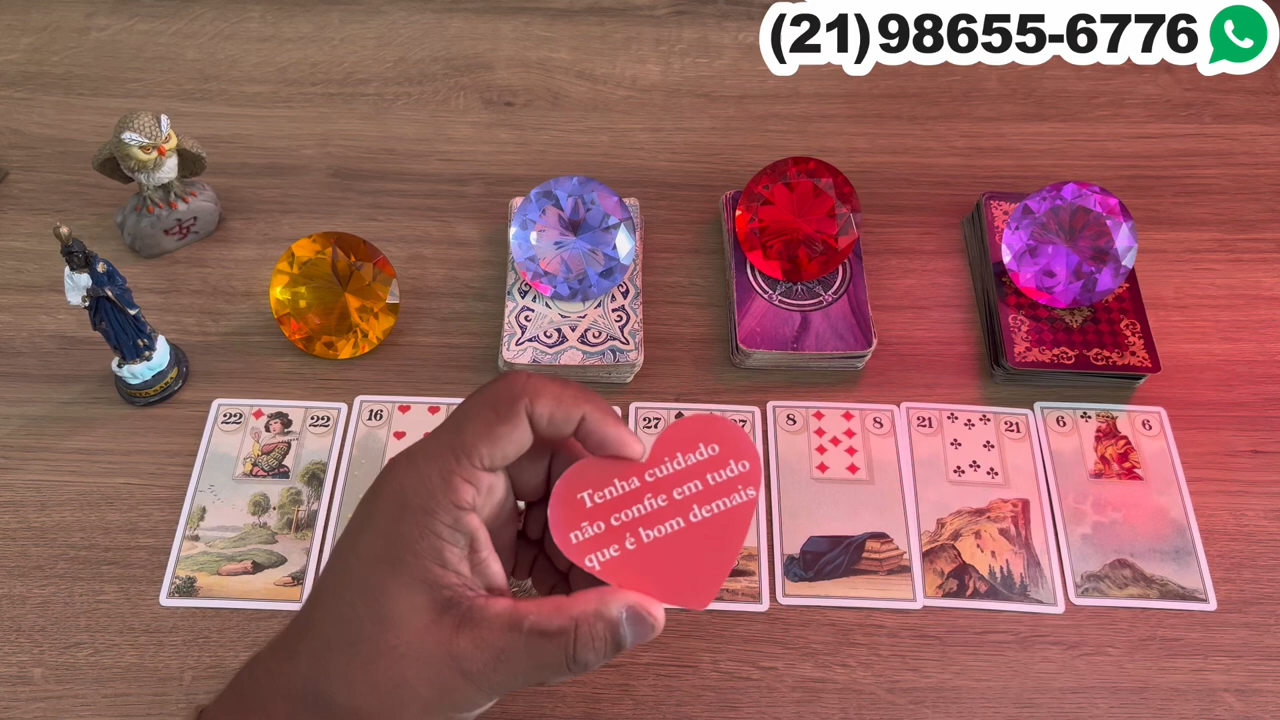 (21)98655-6776
安
22 22
16
27
8 8
21 21
6 6
Tenha cuidado
não confie em tudo
que é bom demais